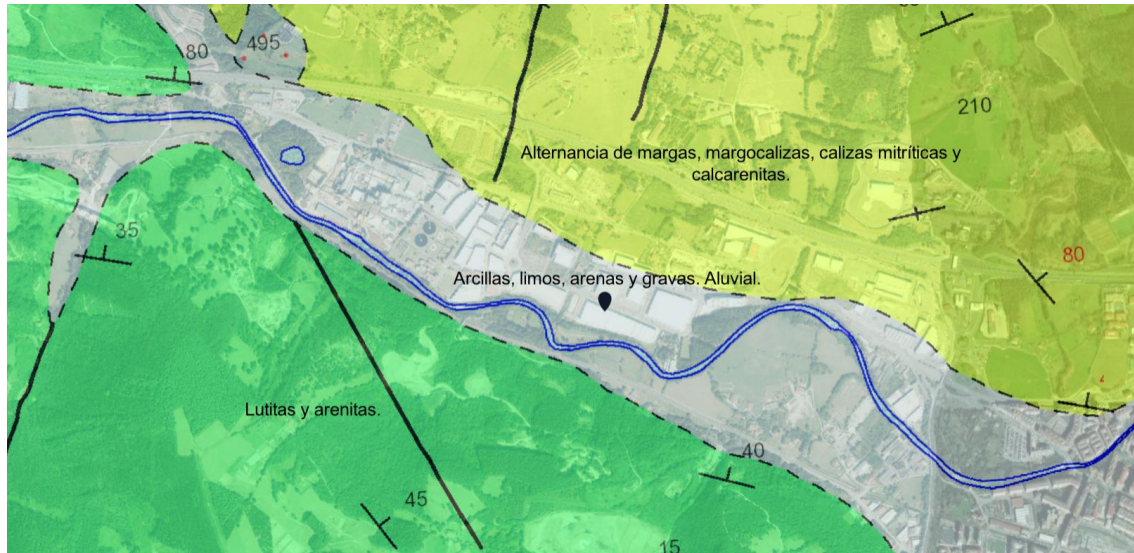 80
495
210
Alternancia de margas, margocalizas, calizas mitríticas y
calcarenitas.
35
80
Arcillas, limos, arenas y gravas. Aluvial.
Lutitas y arenitas.
40
45
15